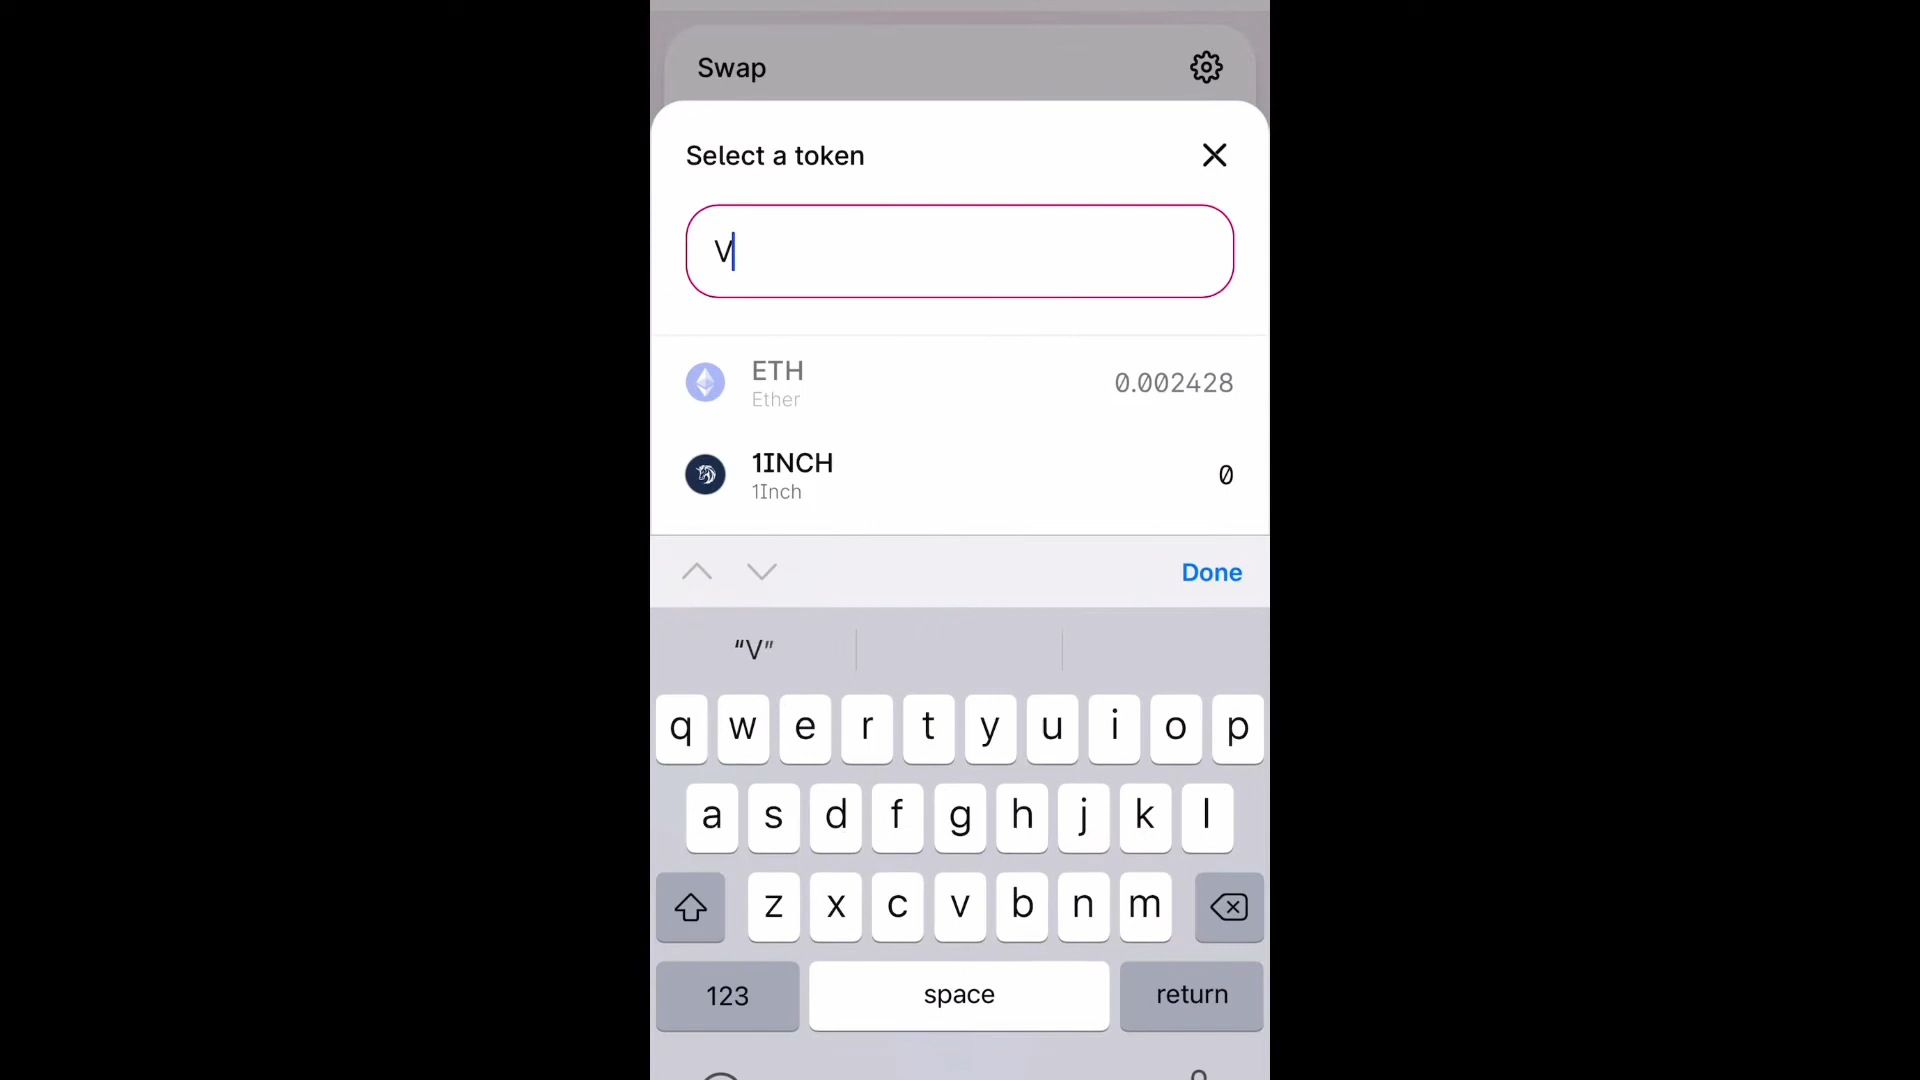 Swap
Select a token
V
ETH
Ether
0.002428
1INCH
1Inch
0
Done
“V”
q w e r t y u i o p
a s d f g h j k l
z x c v b n m
123 space return